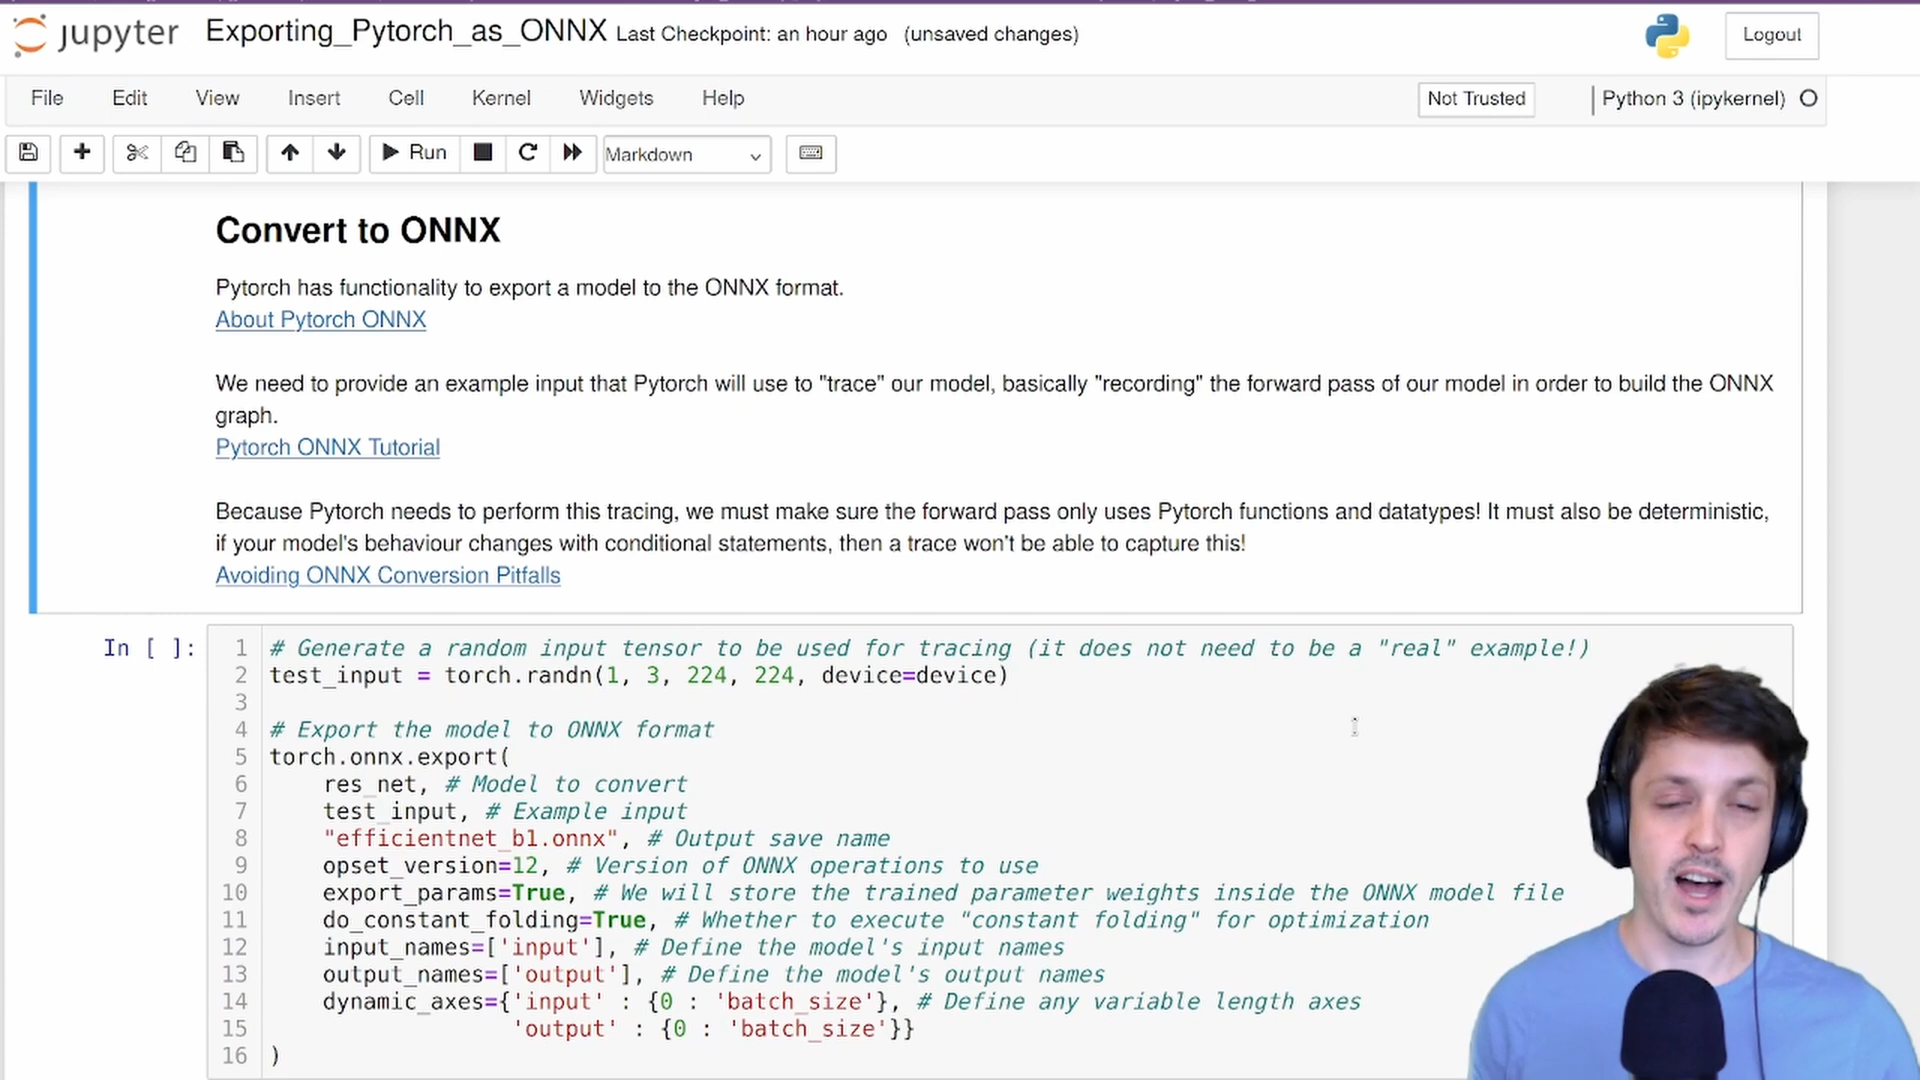 jupyter Exporting_Pytorch_as_ONNX Last Checkpoint: an hour ago (unsaved changes) Logout
File Edit View Insert Cell Kernel Widgets Help Not Trusted Python 3 (ipykernel)
Run Markdown
Convert to ONNX
Pytorch has functionality to export a model to the ONNX format.
About Pytorch ONNX
We need to provide an example input that Pytorch will use to "trace" our model, basically "recording" the forward pass of our model in order to build the ONNX
graph.
Pytorch ONNX Tutorial
Because Pytorch needs to perform this tracing, we must make sure the forward pass only uses Pytorch functions and datatypes! It must also be deterministic,
if your model's behaviour changes with conditional statements, then a trace won't be able to capture this!
Avoiding ONNX Conversion Pitfalls
In [ ]: 1 # Generate a random input tensor to be used for tracing (it does not need to be a "real" example!)
2 test_input = torch.randn(1, 3, 224, 224, device=device)
3
4 # Export the model to ONNX format
5 torch.onnx.export(
6 res_net, # Model to convert
7 test_input, # Example input
8 "efficientnet_b1.onnx", # Output save name
9 opset_version=12, # Version of ONNX operations to use
10 export_params=True, # We will store the trained parameter weights inside the ONNX model file
11 do_constant_folding=True, # Whether to execute "constant folding" for optimization
12 input_names=['input'], # Define the model's input names
13 output_names=['output'], # Define the model's output names
14 dynamic_axes={'input' : {0 : 'batch_size'}, # Define any variable length axes
15 'output' : {0 : 'batch_size'}}
16 )